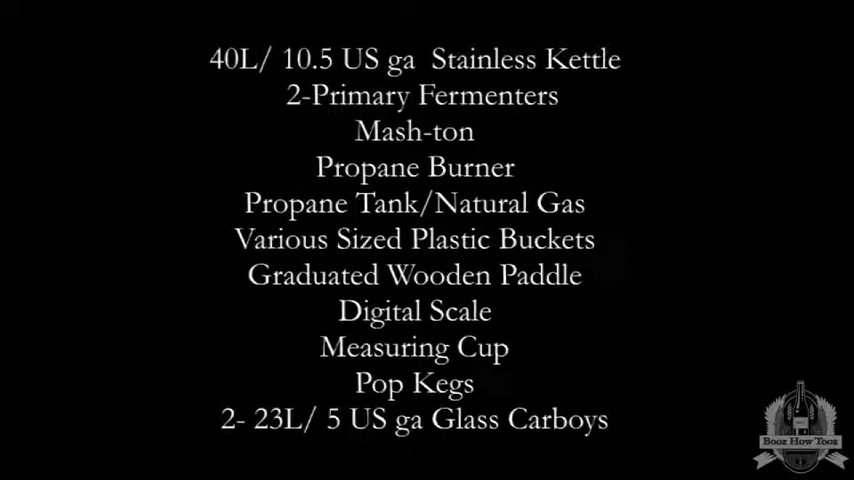 40L/ 10.5 US ga Stainless Kettle
2-Primary Fermenters
Mash-ton
Propane Burner
Propane Tank/Natural Gas
Various Sized Plastic Buckets
Graduated Wooden Paddle
Digital Scale
Measuring Cup
Pop Kegs
2- 23L/ 5 US ga Glass Carboys
Booz How Tooz